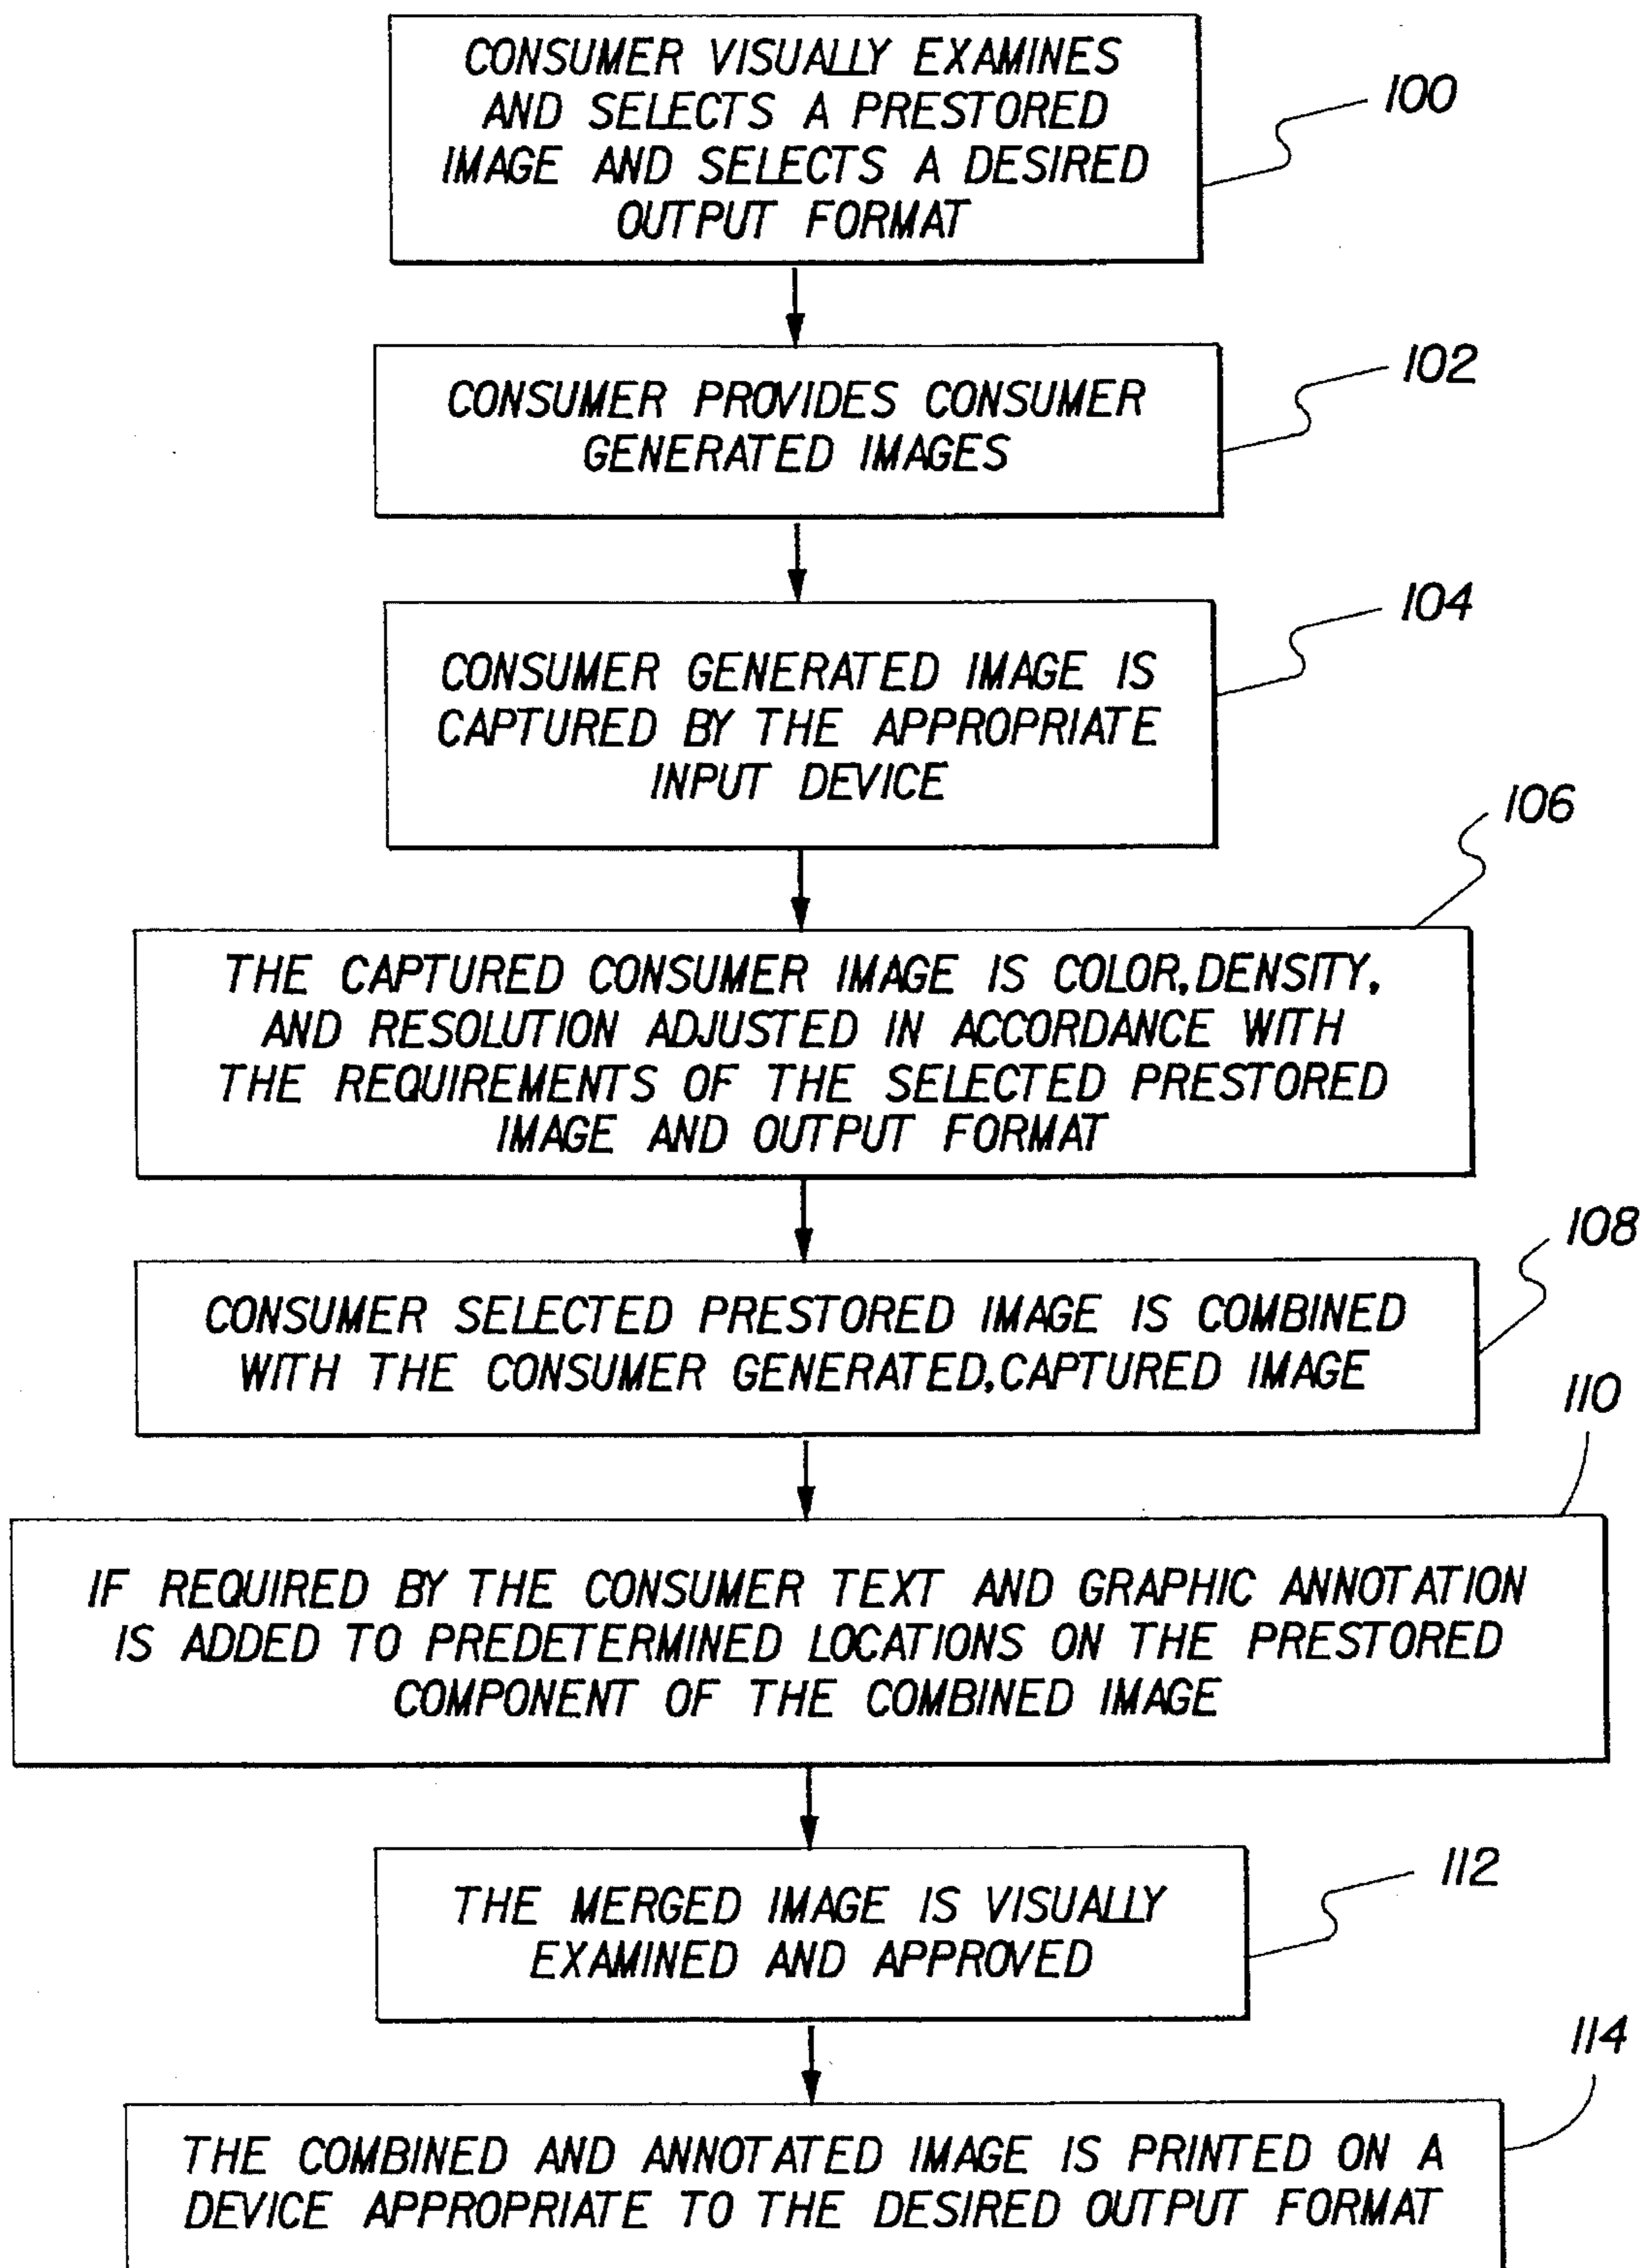 CONSUMER VISUALLY EXAMINES
AND SELECTS A PRESTORED
IMAGE AND SELECTS A DESIRED
OUTPUT FORMAT
100
CONSUMER PROVIDES CONSUMER
GENERATED IMAGES
102
CONSUMER GENERATED IMAGE IS
CAPTURED BY THE APPROPRIATE
INPUT DEVICE
104
THE CAPTURED CONSUMER IMAGE IS COLOR,DENSITY,
AND RESOLUTION ADJUSTED IN ACCORDANCE WITH
THE REQUIREMENTS OF THE SELECTED PRESTORED
IMAGE AND OUTPUT FORMAT
106
CONSUMER SELECTED PRESTORED IMAGE IS COMBINED
WITH THE CONSUMER GENERATED,CAPTURED IMAGE
108
IF REQUIRED BY THE CONSUMER TEXT AND GRAPHIC ANNOTATION
IS ADDED TO PREDETERMINED LOCATIONS ON THE PRESTORED
COMPONENT OF THE COMBINED IMAGE
110
THE MERGED IMAGE IS VISUALLY
EXAMINED AND APPROVED
112
THE COMBINED AND ANNOTATED IMAGE IS PRINTED ON A
DEVICE APPROPRIATE TO THE DESIRED OUTPUT FORMAT
114